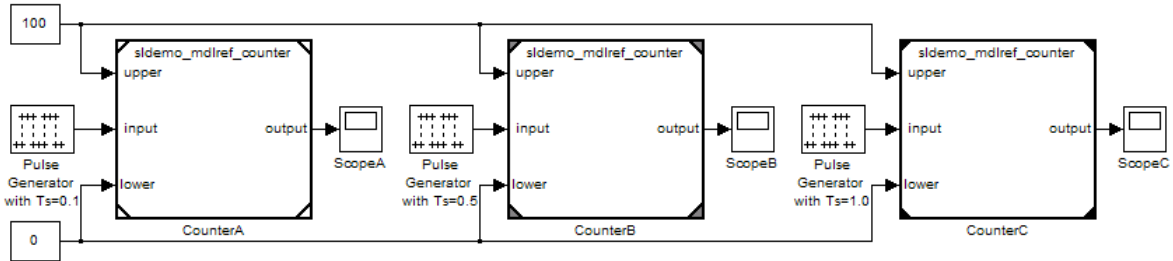 100
sldemo_mdlref_counter
upper
input
output
lower
CounterA
Pulse
Generator
with Ts=0.1
ScopeA
sldemo_mdlref_counter
upper
input
output
lower
CounterB
Pulse
Generator
with Ts=0.5
ScopeB
sldemo_mdlref_counter
upper
input
output
lower
CounterC
Pulse
Generator
with Ts=1.0
ScopeC
0